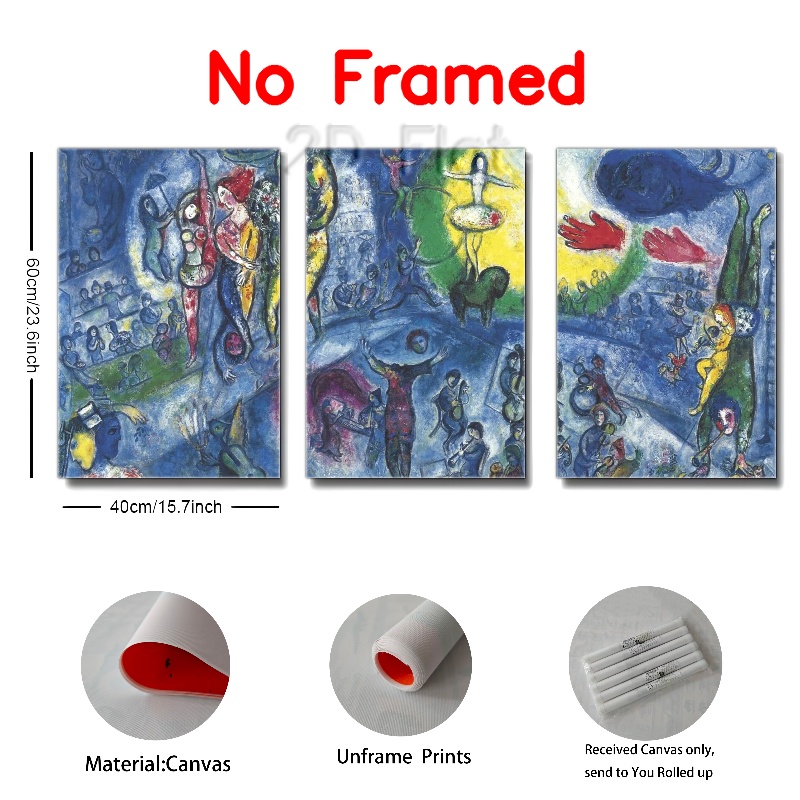 No Framed
2D Flat
60cm/23.6inch
40cm/15.7inch
Material:Canvas
Unframe Prints
Received Canvas only,
send to You Rolled up